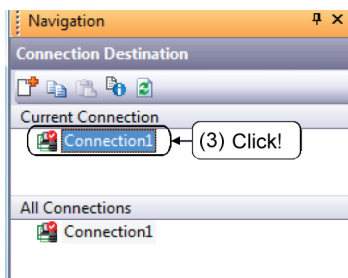 Navigation
Connection Destination
Current Connection
Connection1
(3) Click!
All Connections
Connection1